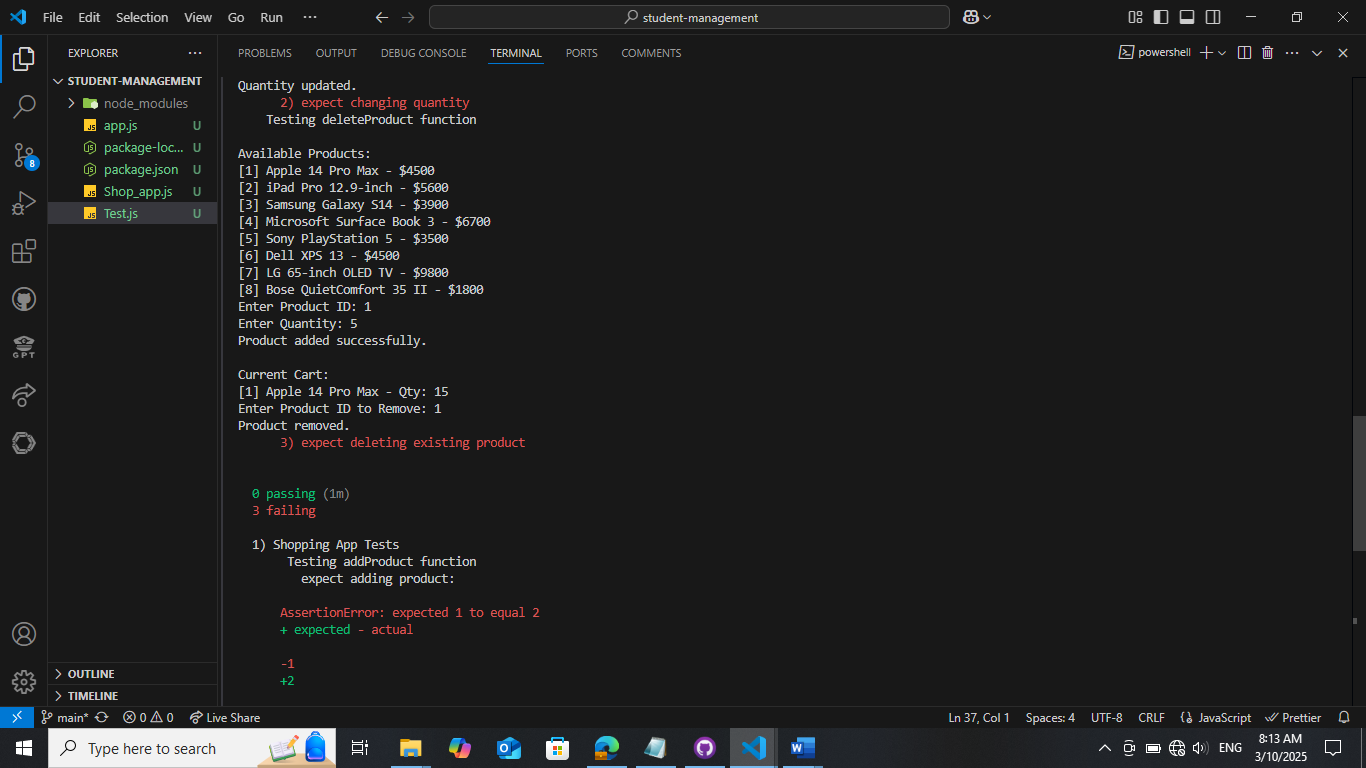 File Edit Selection View Go Run ···
student-management
EXPLORER
STUDENT-MANAGEMENT
node_modules
app.js U
package-loc... U
package.json U
Shop_app.js U
Test.js U
8
GPT
OUTLINE
TIMELINE
PROBLEMS OUTPUT DEBUG CONSOLE TERMINAL PORTS COMMENTS
powershell
Quantity updated.
2) expect changing quantity
Testing deleteProduct function
Available Products:
[1] Apple 14 Pro Max - $4500
[2] iPad Pro 12.9-inch - $5600
[3] Samsung Galaxy S14 - $3900
[4] Microsoft Surface Book 3 - $6700
[5] Sony PlayStation 5 - $3500
[6] Dell XPS 13 - $4500
[7] LG 65-inch OLED TV - $9800
[8] Bose QuietComfort 35 II - $1800
Enter Product ID: 1
Enter Quantity: 5
Product added successfully.
Current Cart:
[1] Apple 14 Pro Max - Qty: 15
Enter Product ID to Remove: 1
Product removed.
3) expect deleting existing product
0 passing (1m)
3 failing
1) Shopping App Tests
Testing addProduct function
expect adding product:
AssertionError: expected 1 to equal 2
+ expected - actual
-1
+2
main* 0 0 Live Share Ln 37, Col 1 Spaces: 4 UTF-8 CRLF {} JavaScript Prettier
Type here to search
ENG
8:13 AM
3/10/2025